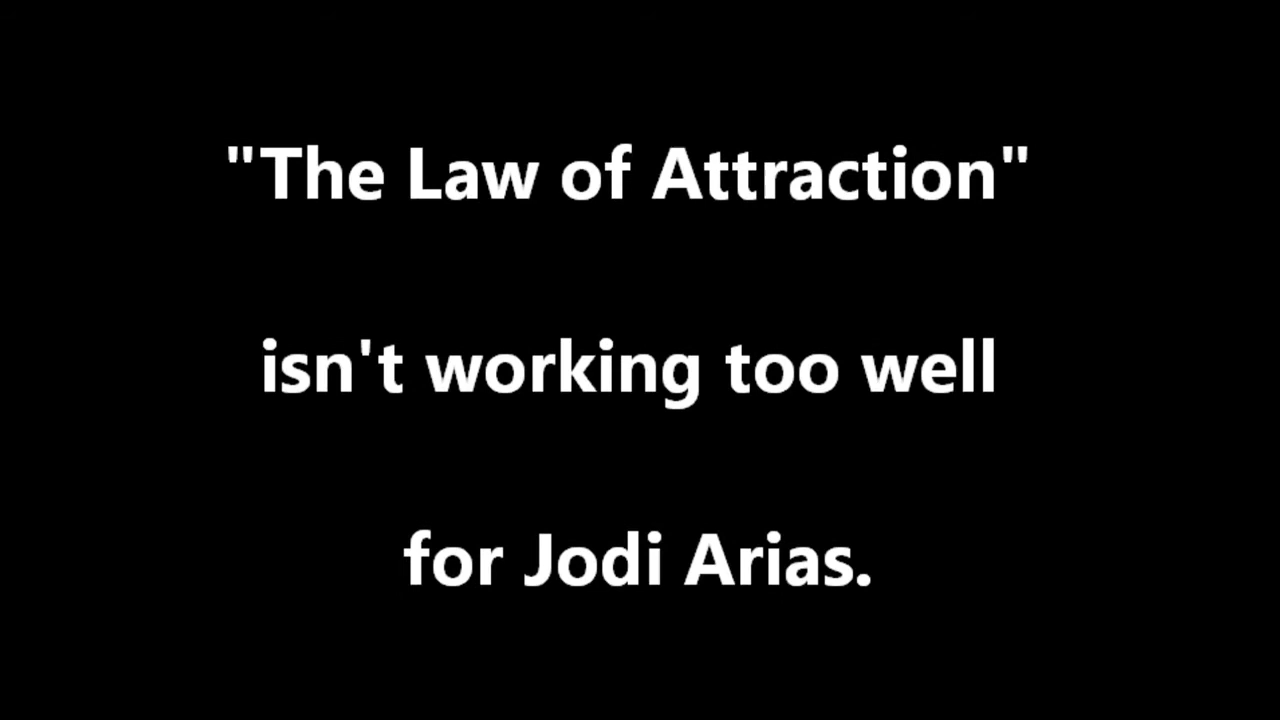 "The Law of Attraction"
isn't working too well
for Jodi Arias.